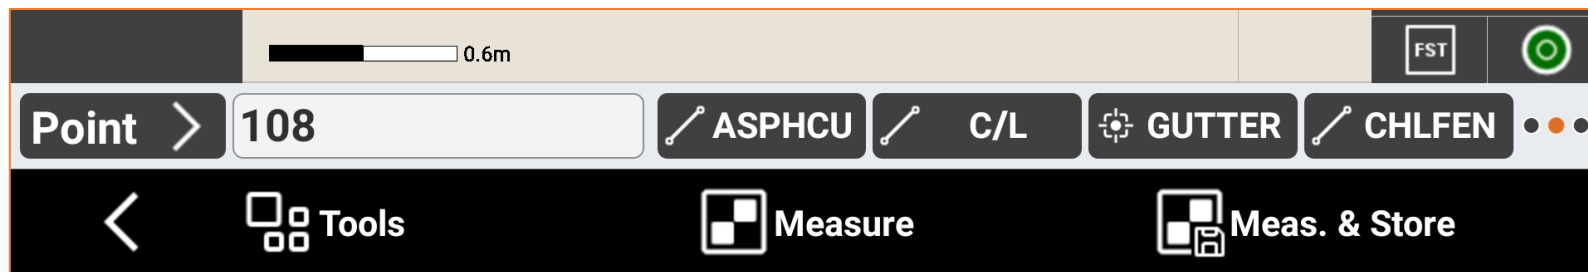 0.6m FST
Point 108 ASPHCU C/L GUTTER CHLFEN
Tools Measure Meas. & Store